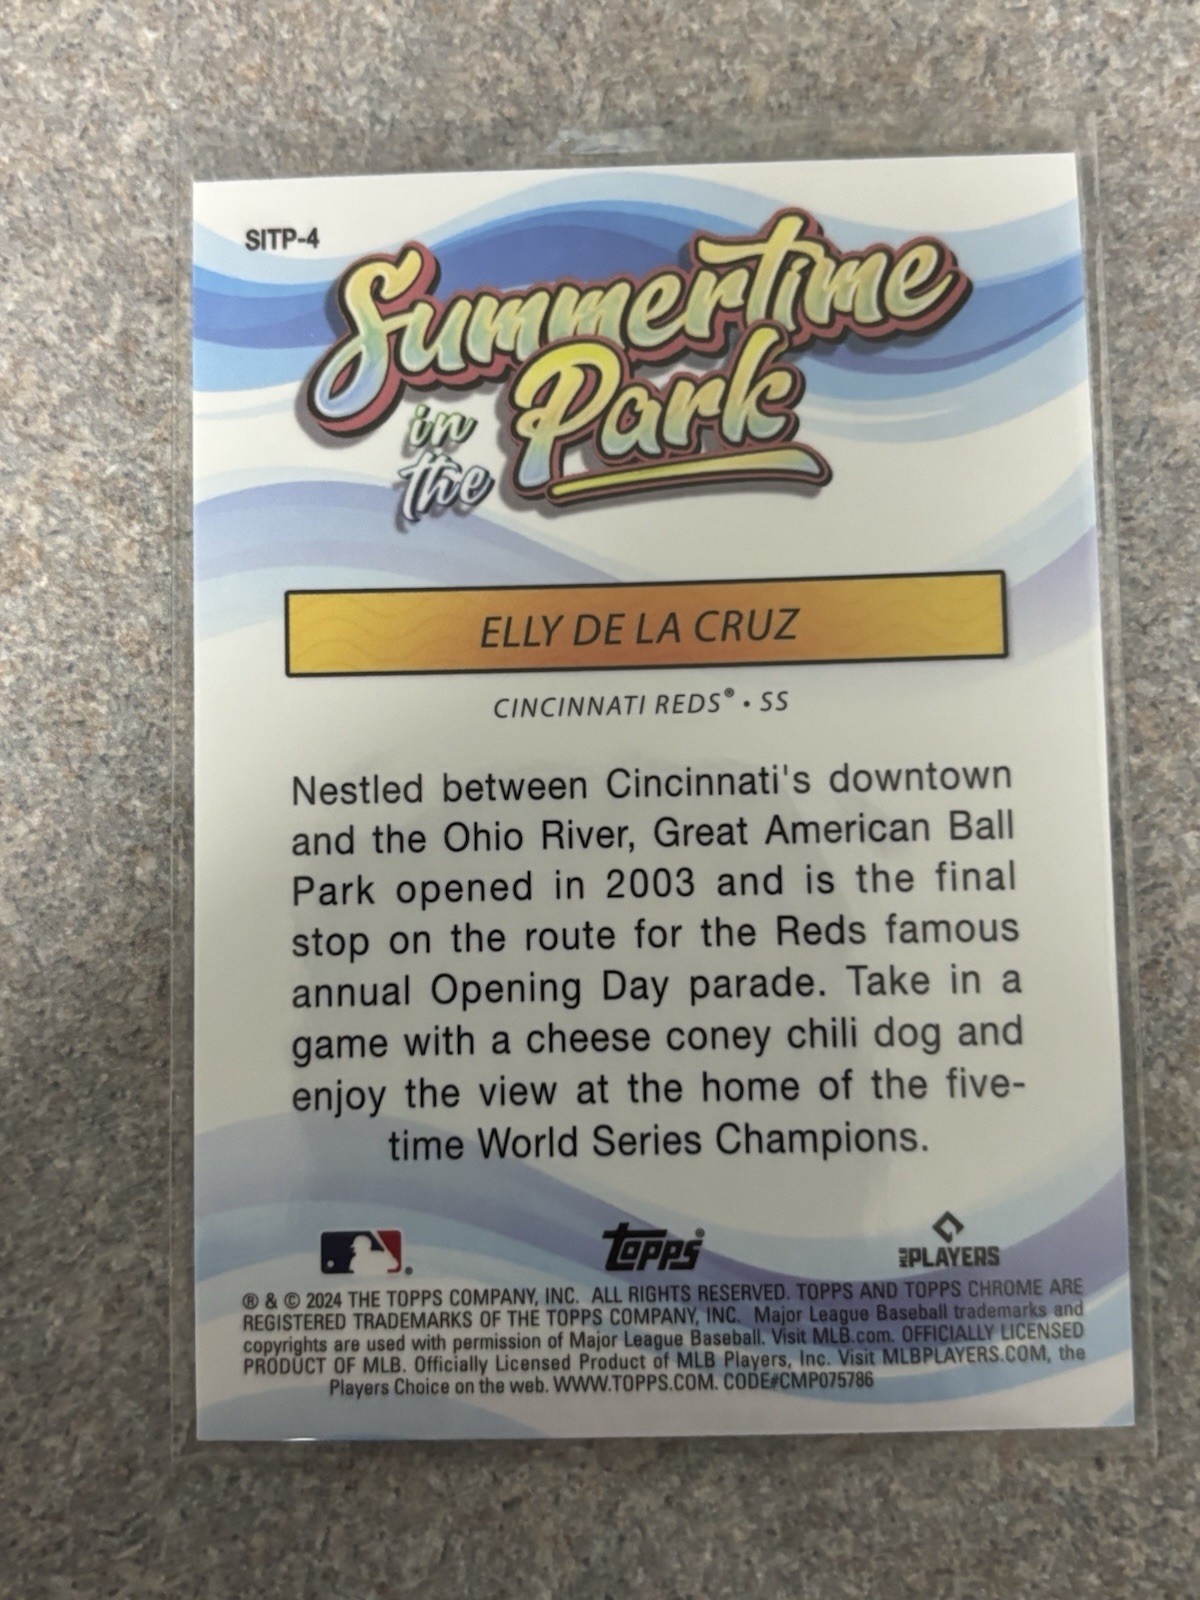 SITP-4
Summertime
in the
Park
ELLY DE LA CRUZ
CINCINNATI REDS® • SS
Nestled between Cincinnati's downtown
and the Ohio River, Great American Ball
Park opened in 2003 and is the final
stop on the route for the Reds famous
annual Opening Day parade. Take in a
game with a cheese coney chili dog and
enjoy the view at the home of the five-
time World Series Champions.
topps®
MLB PLAYERS
® & © 2024 THE TOPPS COMPANY, INC. ALL RIGHTS RESERVED. TOPPS AND TOPPS CHROME ARE
REGISTERED TRADEMARKS OF THE TOPPS COMPANY, INC. Major League Baseball trademarks and
copyrights are used with permission of Major League Baseball. Visit MLB.com. OFFICIALLY LICENSED
PRODUCT OF MLB. Officially Licensed Product of MLB Players, Inc. Visit MLBPLAYERS.COM, the
Players Choice on the web. WWW.TOPPS.COM. CODE#CMP075786